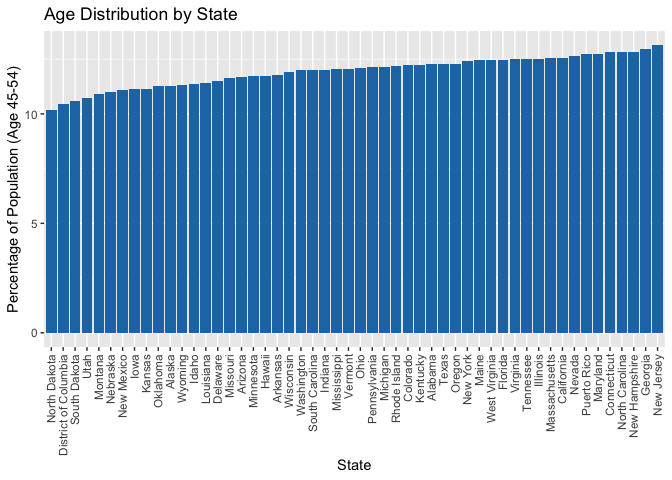 Age Distribution by State
Percentage of Population (Age 45-54)
10
5
0
North Dakota
District of Columbia
South Dakota
Utah
Montana
Nebraska
New Mexico
Iowa
Kansas
Oklahoma
Alaska
Wyoming
Idaho
Louisiana
Delaware
Missouri
Arizona
Minnesota
Hawaii
Arkansas
Wisconsin
Washington
South Carolina
Indiana
Mississippi
Vermont
Ohio
Pennsylvania
Michigan
Rhode Island
Colorado
Kentucky
Alabama
Texas
Oregon
New York
Maine
West Virginia
Florida
Virginia
Tennessee
Illinois
Massachusetts
California
Nevada
Puerto Rico
Maryland
Connecticut
North Carolina
New Hampshire
Georgia
New Jersey
State